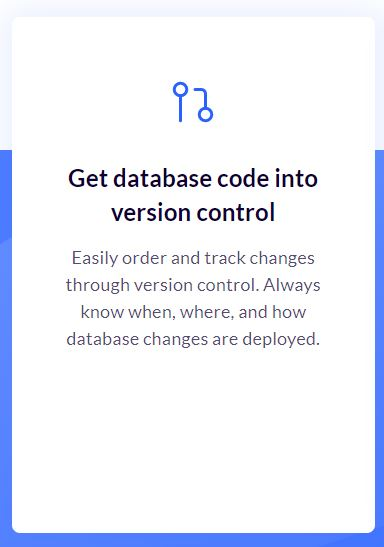 Get database code into
version control
Easily order and track changes
through version control. Always
know when, where, and how
database changes are deployed.